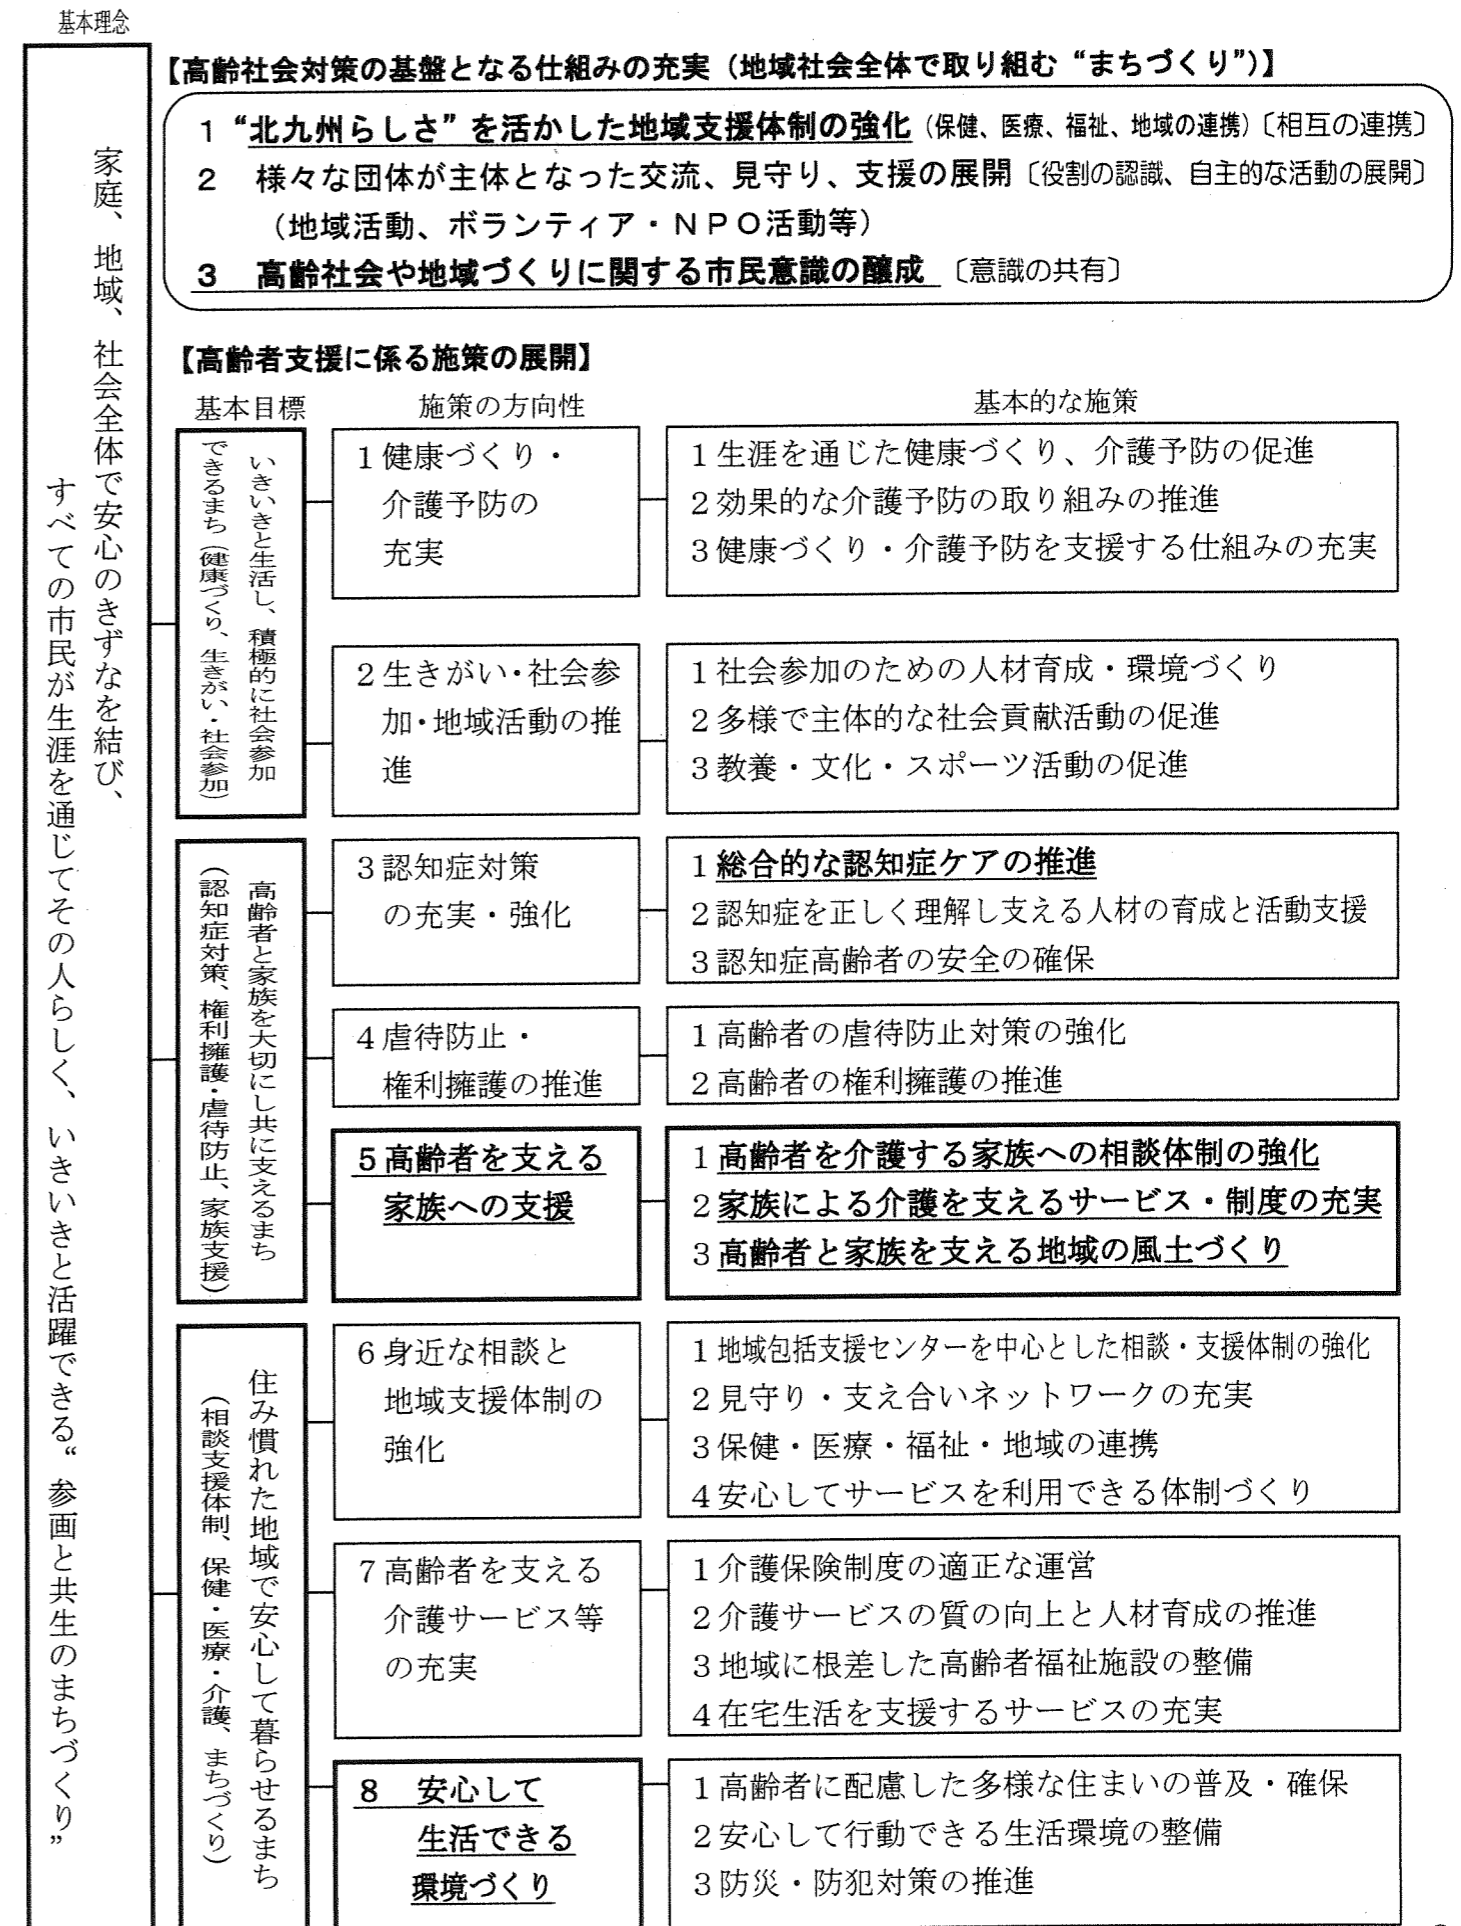 基本理念
家庭、地域、社会全体で安心のきずなを結び、
すべての市民が生涯を通じてその人らしく、いきいきと活躍できる“参画と共生のまちづくり”
【高齢社会対策の基盤となる仕組みの充実（地域社会全体で取り組む“まちづくり”）】
1 “北九州らしさ”を活かした地域支援体制の強化（保健、医療、福祉、地域の連携）〔相互の連携〕
2 様々な団体が主体となった交流、見守り、支援の展開〔役割の認識、自主的な活動の展開〕
（地域活動、ボランティア・ＮＰＯ活動等）
3 高齢社会や地域づくりに関する市民意識の醸成 〔意識の共有〕
【高齢者支援に係る施策の展開】
基本目標 施策の方向性 基本的な施策
いきいきと生活し、積極的に社会参加
できるまち（健康づくり、生きがい・社会参加）
1 健康づくり・
介護予防の
充実
1 生涯を通じた健康づくり、介護予防の促進
2 効果的な介護予防の取り組みの推進
3 健康づくり・介護予防を支援する仕組みの充実
2 生きがい・社会参
加・地域活動の推
進
1 社会参加のための人材育成・環境づくり
2 多様で主体的な社会貢献活動の促進
3 教養・文化・スポーツ活動の促進
高齢者と家族を大切にし共に支えるまち
（認知症対策、権利擁護・虐待防止、家族支援）
3 認知症対策
の充実・強化
1 総合的な認知症ケアの推進
2 認知症を正しく理解し支える人材の育成と活動支援
3 認知症高齢者の安全の確保
4 虐待防止・
権利擁護の推進
1 高齢者の虐待防止対策の強化
2 高齢者の権利擁護の推進
5 高齢者を支える
家族への支援
1 高齢者を介護する家族への相談体制の強化
2 家族による介護を支えるサービス・制度の充実
3 高齢者と家族を支える地域の風土づくり
住み慣れた地域で安心して暮らせるまち
（相談支援体制、保健・医療・介護、まちづくり）
6 身近な相談と
地域支援体制の
強化
1 地域包括支援センターを中心とした相談・支援体制の強化
2 見守り・支え合いネットワークの充実
3 保健・医療・福祉・地域の連携
4 安心してサービスを利用できる体制づくり
7 高齢者を支える
介護サービス等
の充実
1 介護保険制度の適正な運営
2 介護サービスの質の向上と人材育成の推進
3 地域に根差した高齢者福祉施設の整備
4 在宅生活を支援するサービスの充実
8 安心して
生活できる
環境づくり
1 高齢者に配慮した多様な住まいの普及・確保
2 安心して行動できる生活環境の整備
3 防災・防犯対策の推進